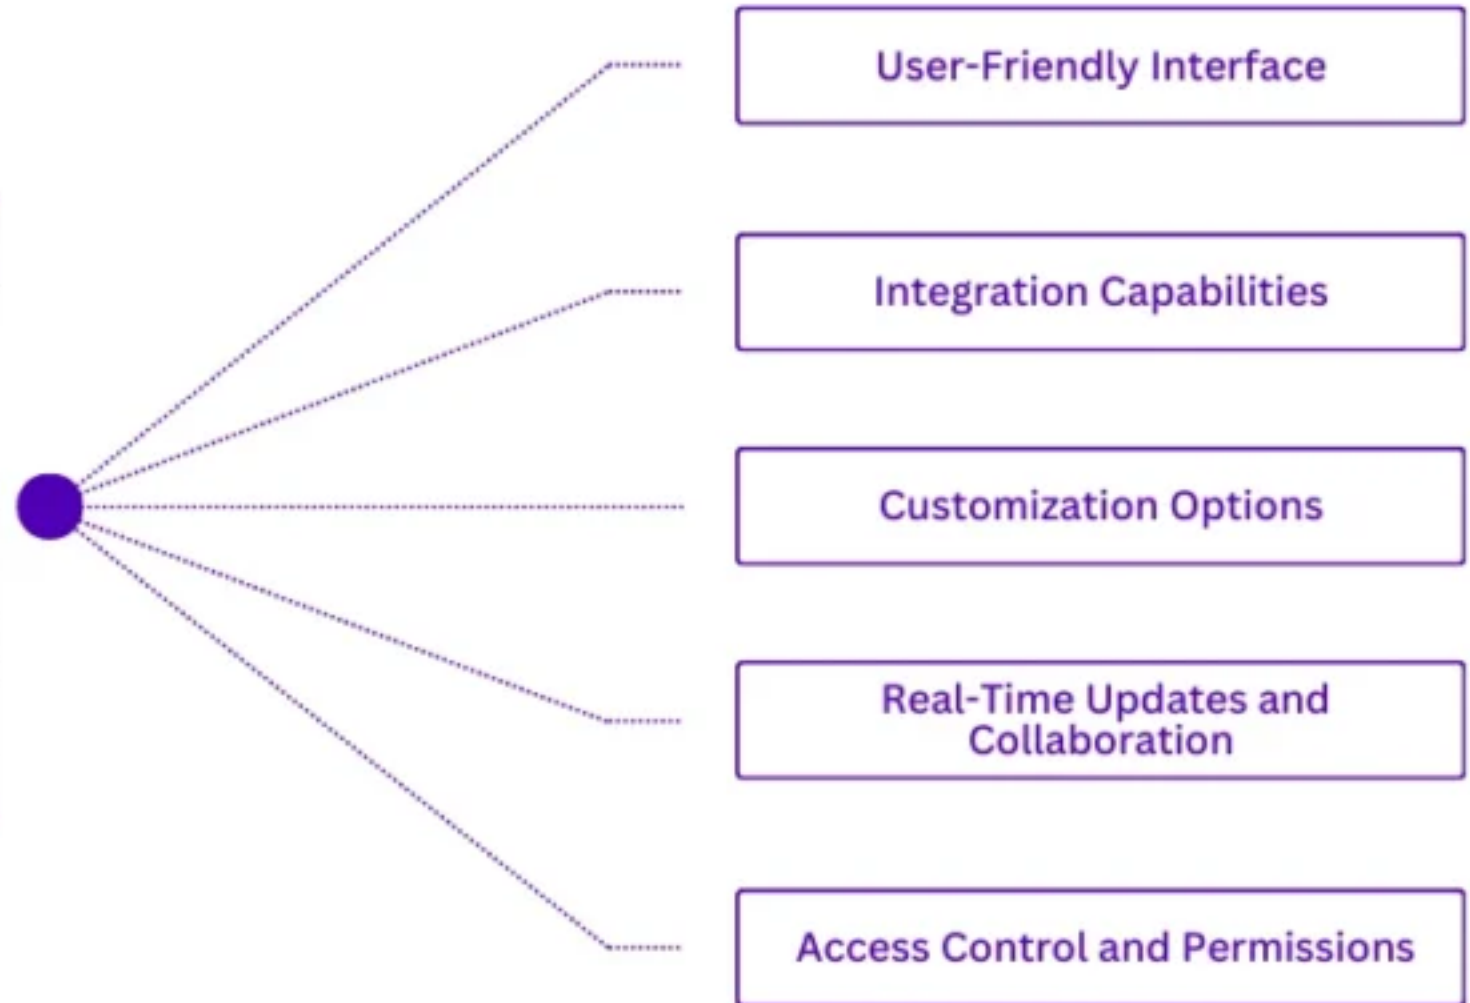 User-Friendly Interface
Integration Capabilities
Customization Options
Real-Time Updates and
Collaboration
Access Control and Permissions